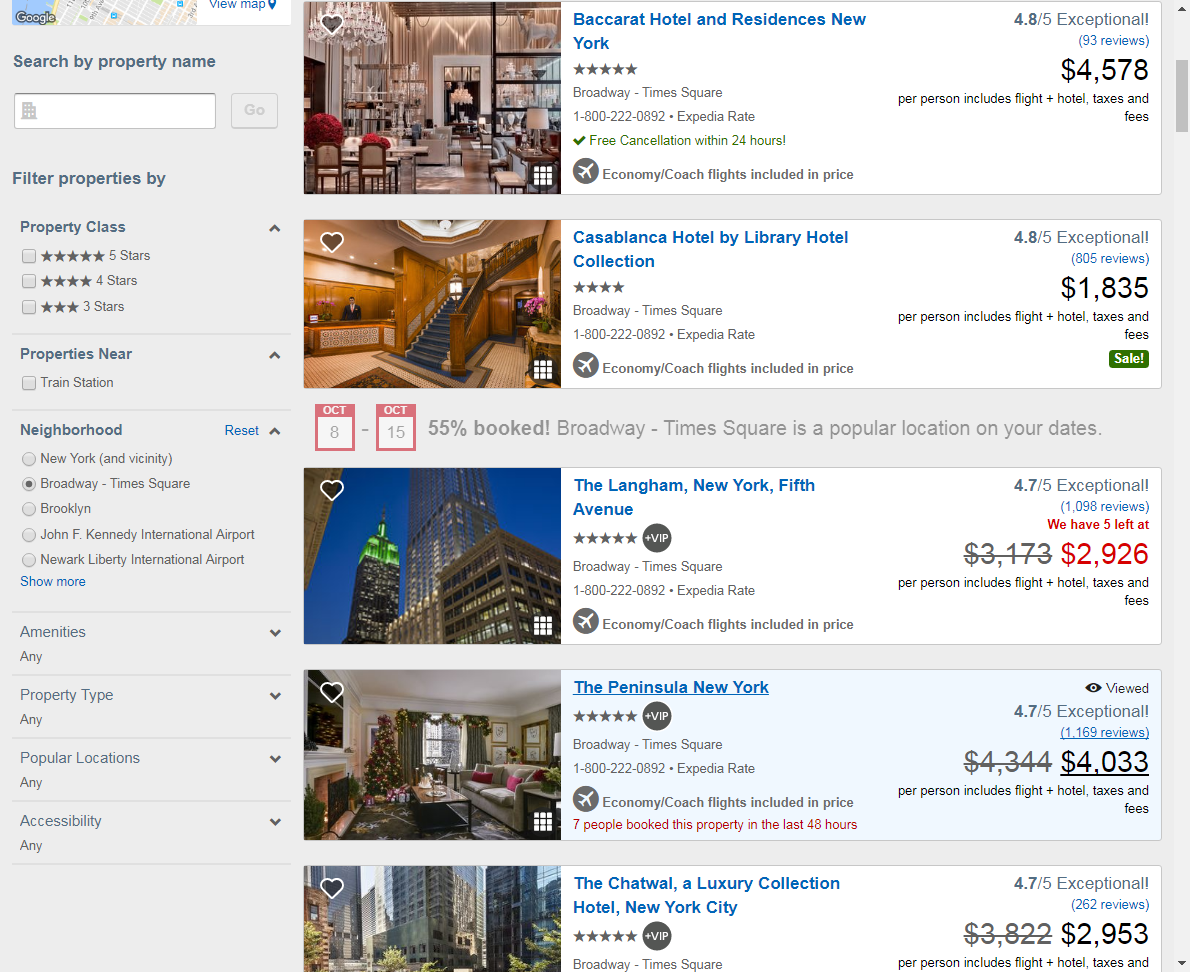 Google
View map
Search by property name
Go
Filter properties by
Property Class
★★★★★ 5 Stars
★★★★ 4 Stars
★★★ 3 Stars
Properties Near
Train Station
Neighborhood
Reset
New York (and vicinity)
Broadway - Times Square
Brooklyn
John F. Kennedy International Airport
Newark Liberty International Airport
Show more
Amenities
Any
Property Type
Any
Popular Locations
Any
Accessibility
Any
Baccarat Hotel and Residences New
York
★★★★★
Broadway - Times Square
1-800-222-0892 • Expedia Rate
Free Cancellation within 24 hours!
Economy/Coach flights included in price
4.8/5 Exceptional!
(93 reviews)
$4,578
per person includes flight + hotel, taxes and
fees
Casablanca Hotel by Library Hotel
Collection
★★★★
Broadway - Times Square
1-800-222-0892 • Expedia Rate
Economy/Coach flights included in price
4.8/5 Exceptional!
(805 reviews)
$1,835
per person includes flight + hotel, taxes and
fees
Sale!
OCT
8
-
OCT
15
55% booked! Broadway - Times Square is a popular location on your dates.
The Langham, New York, Fifth
Avenue
★★★★★ +VIP
Broadway - Times Square
1-800-222-0892 • Expedia Rate
Economy/Coach flights included in price
4.7/5 Exceptional!
(1,098 reviews)
We have 5 left at
$3,173 $2,926
per person includes flight + hotel, taxes and
fees
The Peninsula New York
★★★★★ +VIP
Broadway - Times Square
1-800-222-0892 • Expedia Rate
Economy/Coach flights included in price
7 people booked this property in the last 48 hours
Viewed
4.7/5 Exceptional!
(1,169 reviews)
$4,344 $4,033
per person includes flight + hotel, taxes and
fees
The Chatwal, a Luxury Collection
Hotel, New York City
★★★★★ +VIP
Broadway - Times Square
4.7/5 Exceptional!
(262 reviews)
$3,822 $2,953
per person includes flight + hotel, taxes and